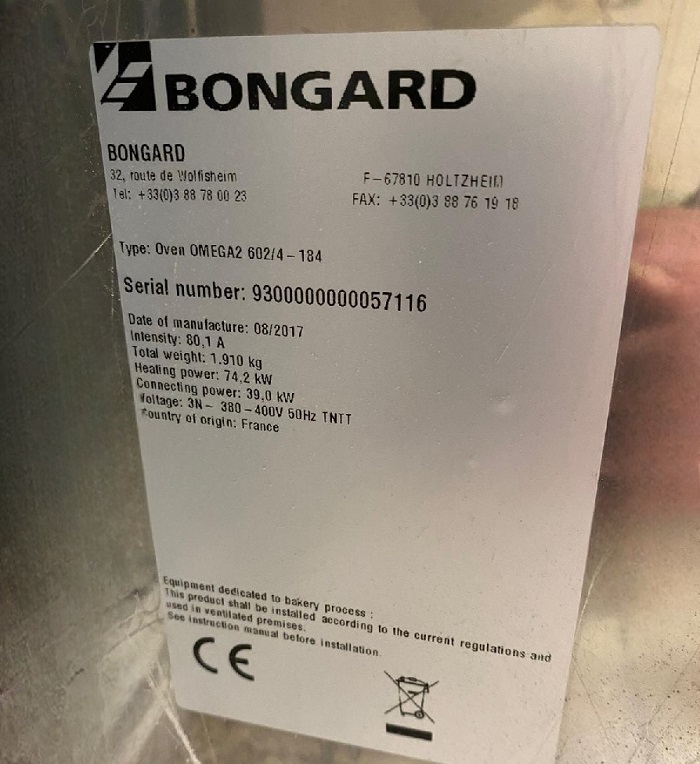 BONGARD
BONGARD
32, route de Wolfisheim F-67810 HOLTZHEIM
Tel: +33(0)3 88 78 00 23 FAX: +33(0)3 88 76 19 18
Type: Oven OMEGA2 602/4-184
Serial number: 9300000000057116
Date of manufacture: 08/2017
Intensity: 80,1 A
Total weight: 1.910 kg
Heating power: 74,2 kW
Connecting power: 39,0 kW
Voltage: 3N~ 380-400V 50Hz TNTT
Country of origin: France
Equipment dedicated to bakery process :
This product shall be installed according to the current regulations and
used in ventilated premises.
See instruction manual before installation.
CE